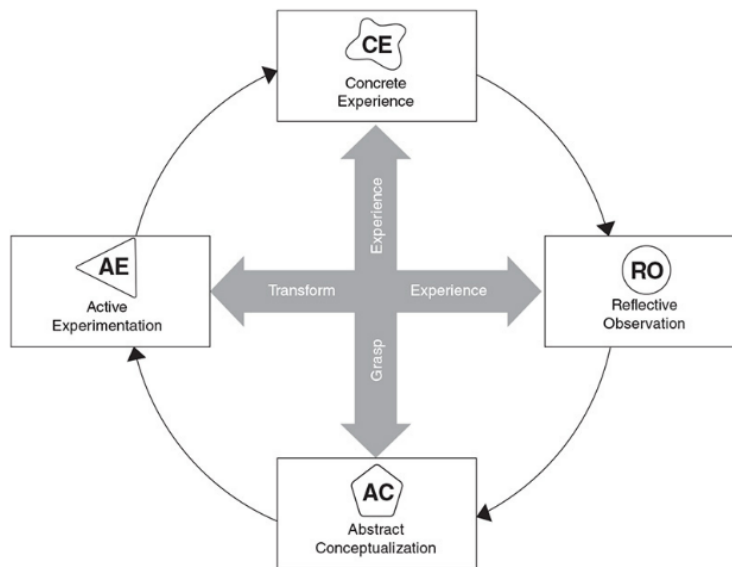 CE
Concrete
Experience
Experience
AE
Active
Experimentation
Transform
Experience
RO
Reflective
Observation
Grasp
AC
Abstract
Conceptualization